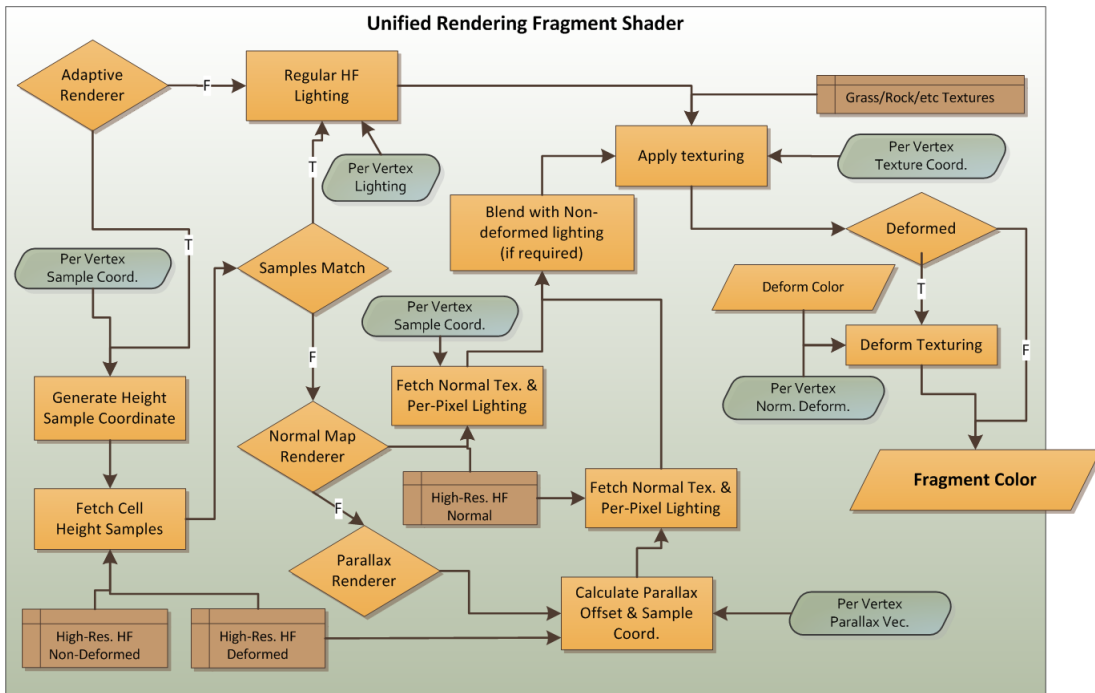 Unified Rendering Fragment Shader
Adaptive
Renderer
F
Regular HF
Lighting
Grass/Rock/etc Textures
T
Per Vertex
Lighting
Apply texturing
Per Vertex
Texture Coord.
T
Per Vertex
Sample Coord.
Samples Match
Blend with Non-
deformed lighting
(if required)
Deformed
Deform Color
T
F
Per Vertex
Sample Coord.
F
Deform Texturing
Generate Height
Sample Coordinate
Fetch Normal Tex. &
Per-Pixel Lighting
Per Vertex
Norm. Deform.
Normal Map
Renderer
Fragment Color
Fetch Cell
Height Samples
High-Res. HF
Normal
Fetch Normal Tex. &
Per-Pixel Lighting
F
Parallax
Renderer
Calculate Parallax
Offset & Sample
Coord.
Per Vertex
Parallax Vec.
High-Res. HF
Non-Deformed
High-Res. HF
Deformed